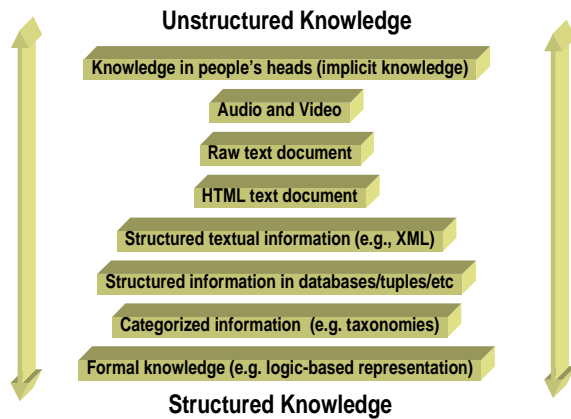 Unstructured Knowledge
Knowledge in people's heads (implicit knowledge)
Audio and Video
Raw text document
HTML text document
Structured textual information (e.g., XML)
Structured information in databases/tuples/etc
Categorized information (e.g. taxonomies)
Formal knowledge (e.g. logic-based representation)
Structured Knowledge